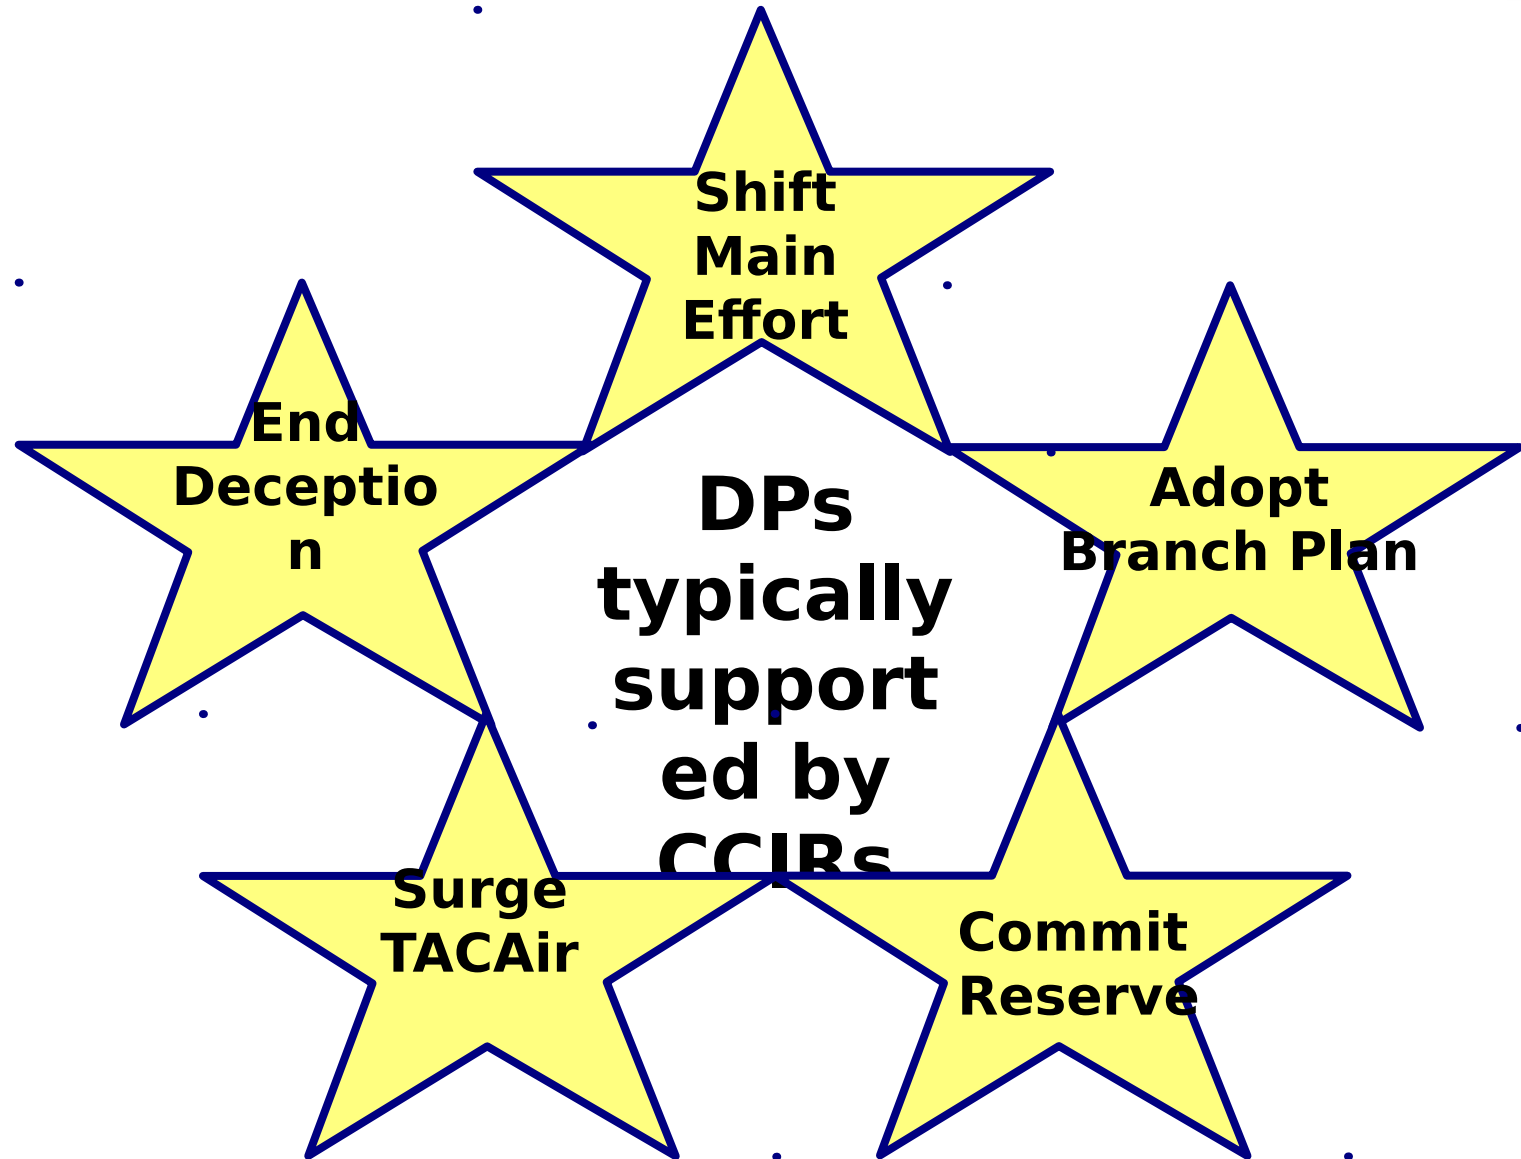 Shift
Main
Effort
End
Deceptio
n
Adopt
Branch Plan
DPs
typically
support
ed by
CCIRs
Surge
TACAir
Commit
Reserve